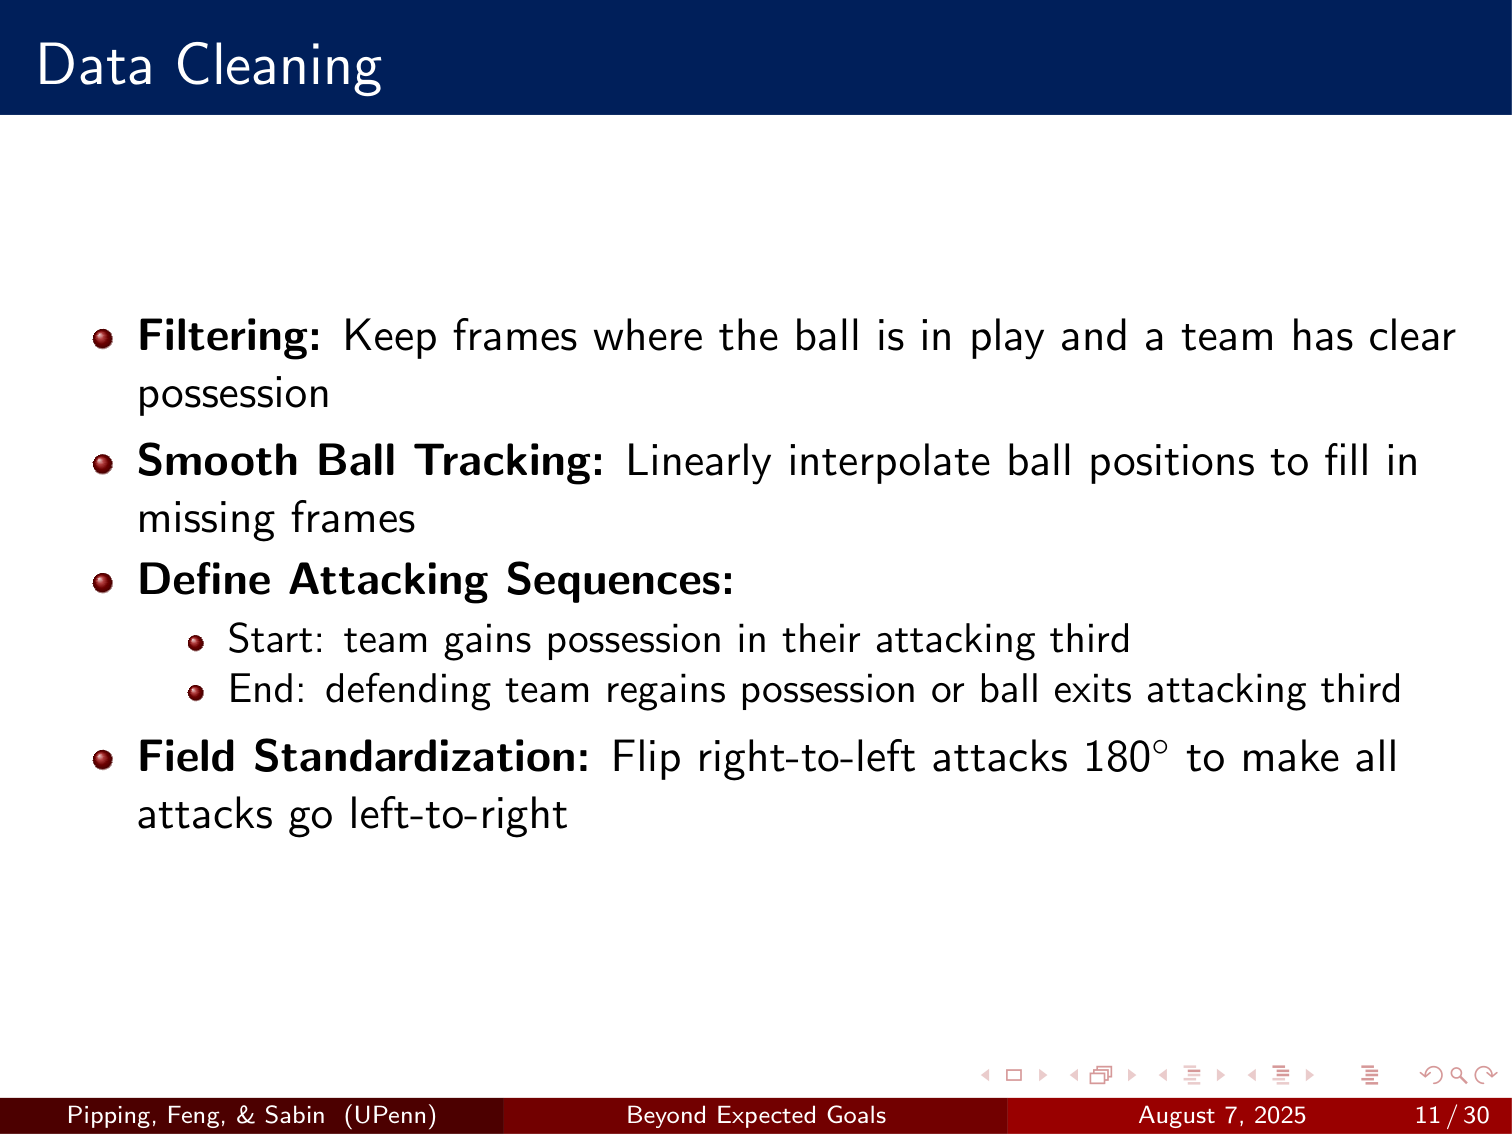 Data Cleaning
Filtering: Keep frames where the ball is in play and a team has clear
possession
Smooth Ball Tracking: Linearly interpolate ball positions to fill in
missing frames
Define Attacking Sequences:
Start: team gains possession in their attacking third
End: defending team regains possession or ball exits attacking third
Field Standardization: Flip right-to-left attacks 180° to make all
attacks go left-to-right
Pipping, Feng, & Sabin (UPenn) Beyond Expected Goals August 7, 2025 11 / 30